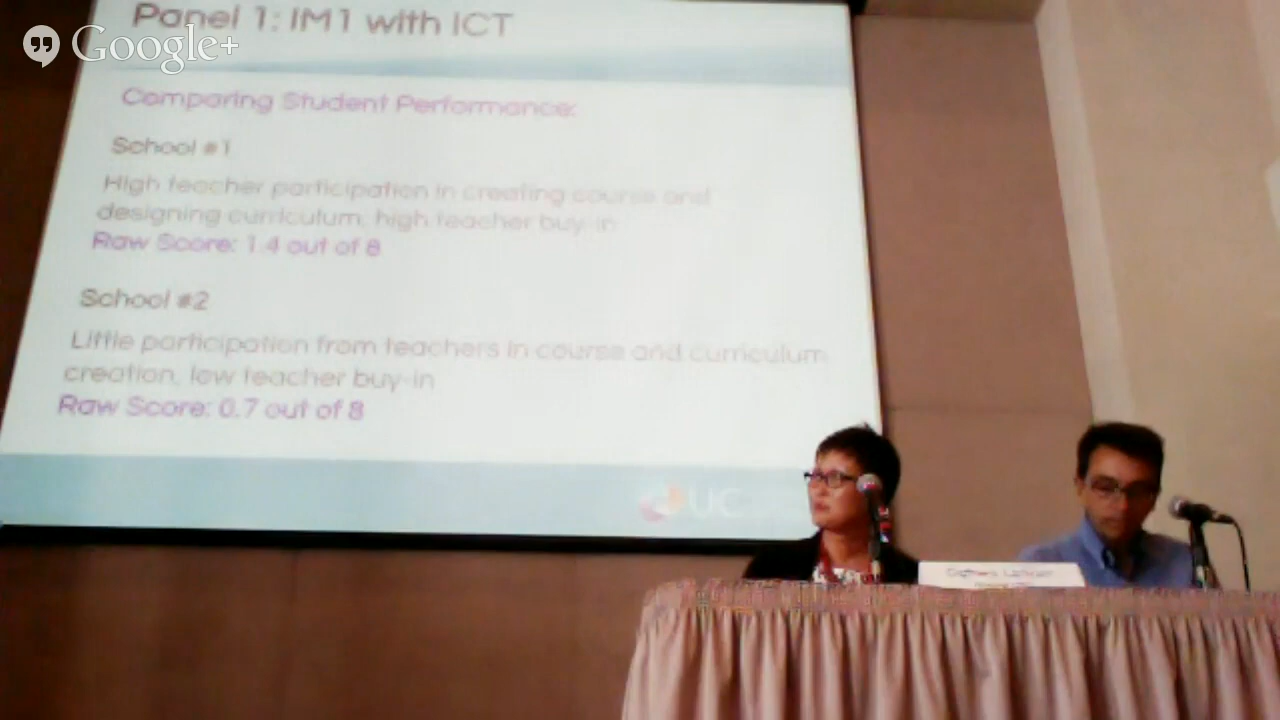 Google+
Panel 1: IM1 with ICT
Comparing Student Performance:
School #1
High teacher participation in creating course and
designing curriculum, high teacher buy-in
Raw Score: 1.4 out of 8
School #2
Little participation from teachers in course and curriculum
creation, low teacher buy-in
Raw Score: 0.7 out of 8
UC